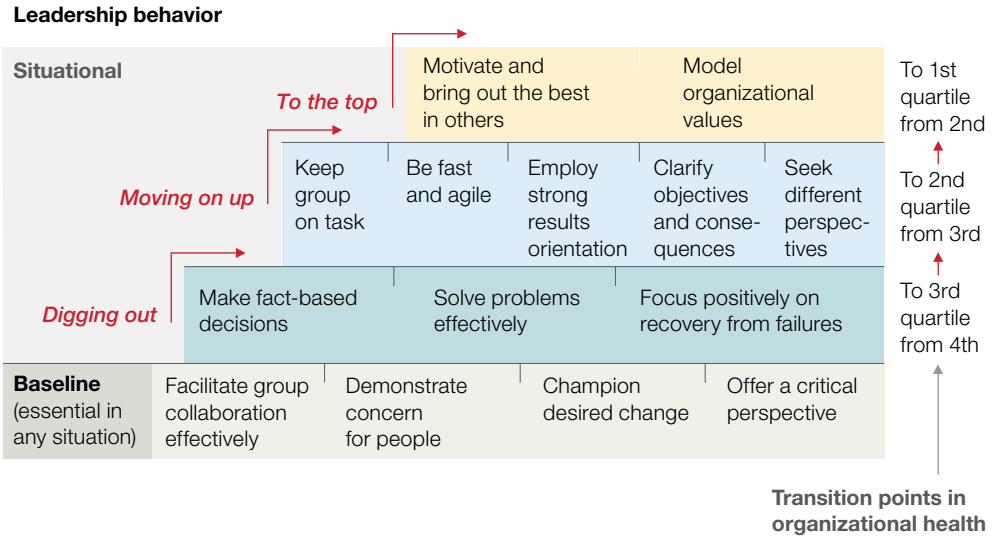 Leadership behavior
Situational
To the top
Motivate and
bring out the best
in others
Model
organizational
values
To 1st
quartile
from 2nd
Moving on up
Keep
group
on task
Be fast
and agile
Employ
strong
results
orientation
Clarify
objectives
and conse-
quences
Seek
different
perspec-
tives
To 2nd
quartile
from 3rd
Digging out
Make fact-based
decisions
Solve problems
effectively
Focus positively on
recovery from failures
To 3rd
quartile
from 4th
Baseline
(essential in
any situation)
Facilitate group
collaboration
effectively
Demonstrate
concern
for people
Champion
desired change
Offer a critical
perspective
Transition points in
organizational health